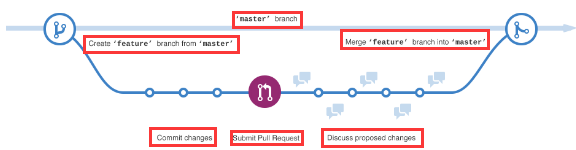 'master' branch
Create 'feature' branch from 'master'
Merge 'feature' branch into 'master'
Commit changes
Submit Pull Request
Discuss proposed changes